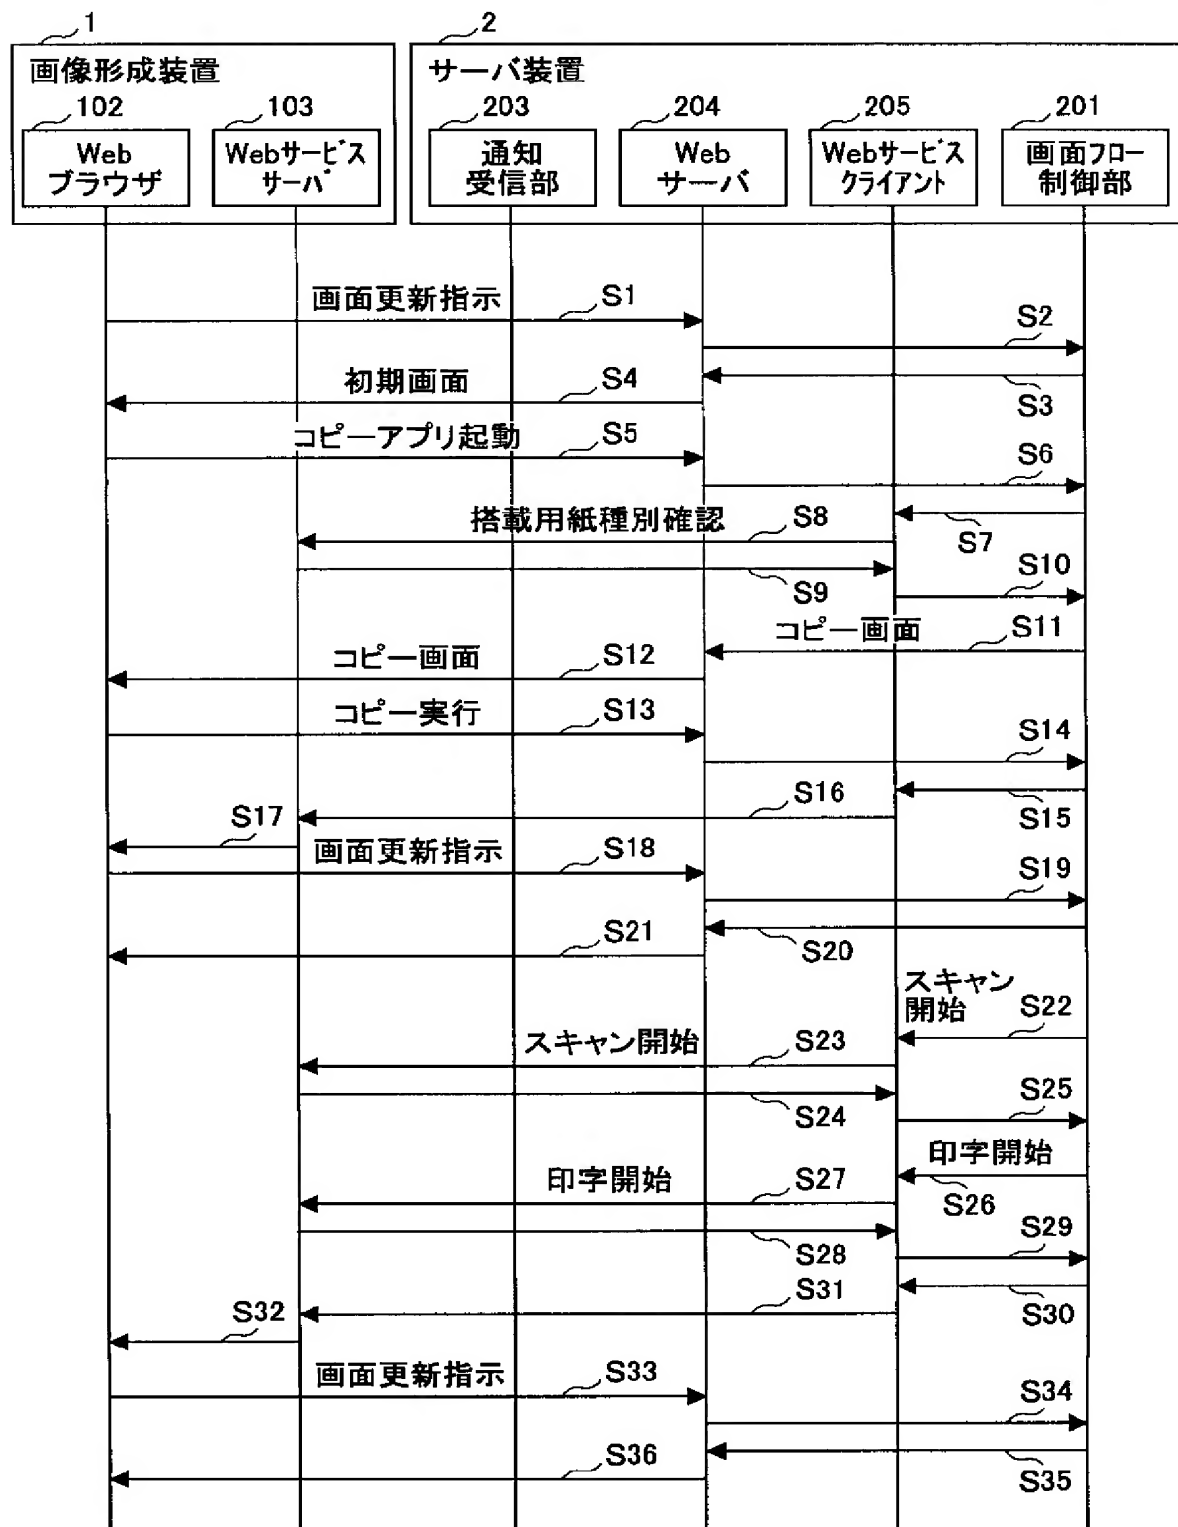 1
2
画像形成装置
サーバ装置
102
103
203
204
205
201
Web
ブラウザ
Webサービス
サーバ
通知
受信部
Web
サーバ
Webサービス
クライアント
画面フロー
制御部
画面更新指示
S1
S2
初期画面
S4
S3
コピーアプリ起動
S5
S6
搭載用紙種別確認
S8
S7
S9
S10
コピー画面
S11
コピー画面
S12
コピー実行
S13
S14
S16
S15
S17
画面更新指示
S18
S19
S21
S20
スキャン
開始
S22
スキャン開始
S23
S24
S25
印字開始
S26
印字開始
S27
S28
S29
S31
S30
S32
画面更新指示
S33
S34
S36
S35